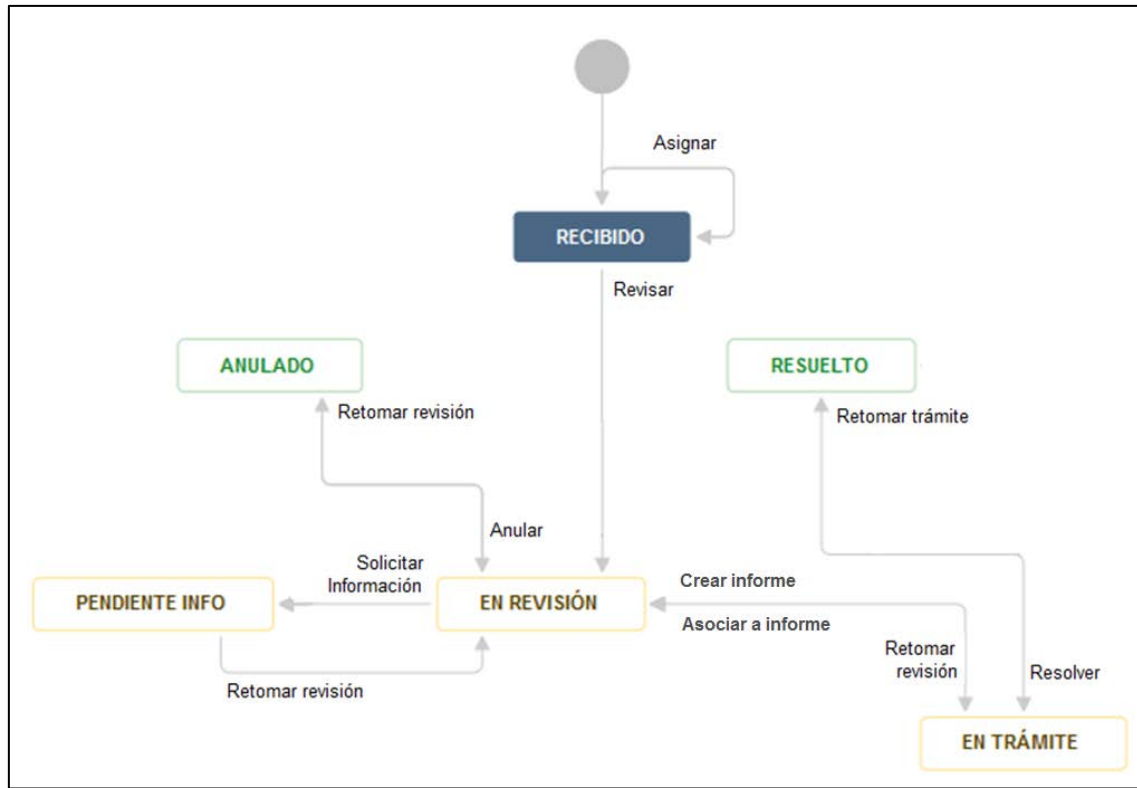 Asignar
RECIBIDO
Revisar
ANULADO
RESUELTO
Retomar revisión
Retomar trámite
Anular
Solicitar
Información
PENDIENTE INFO
EN REVISIÓN
Crear informe
Asociar a informe
Retomar
revisión
Resolver
Retomar revisión
EN TRÁMITE